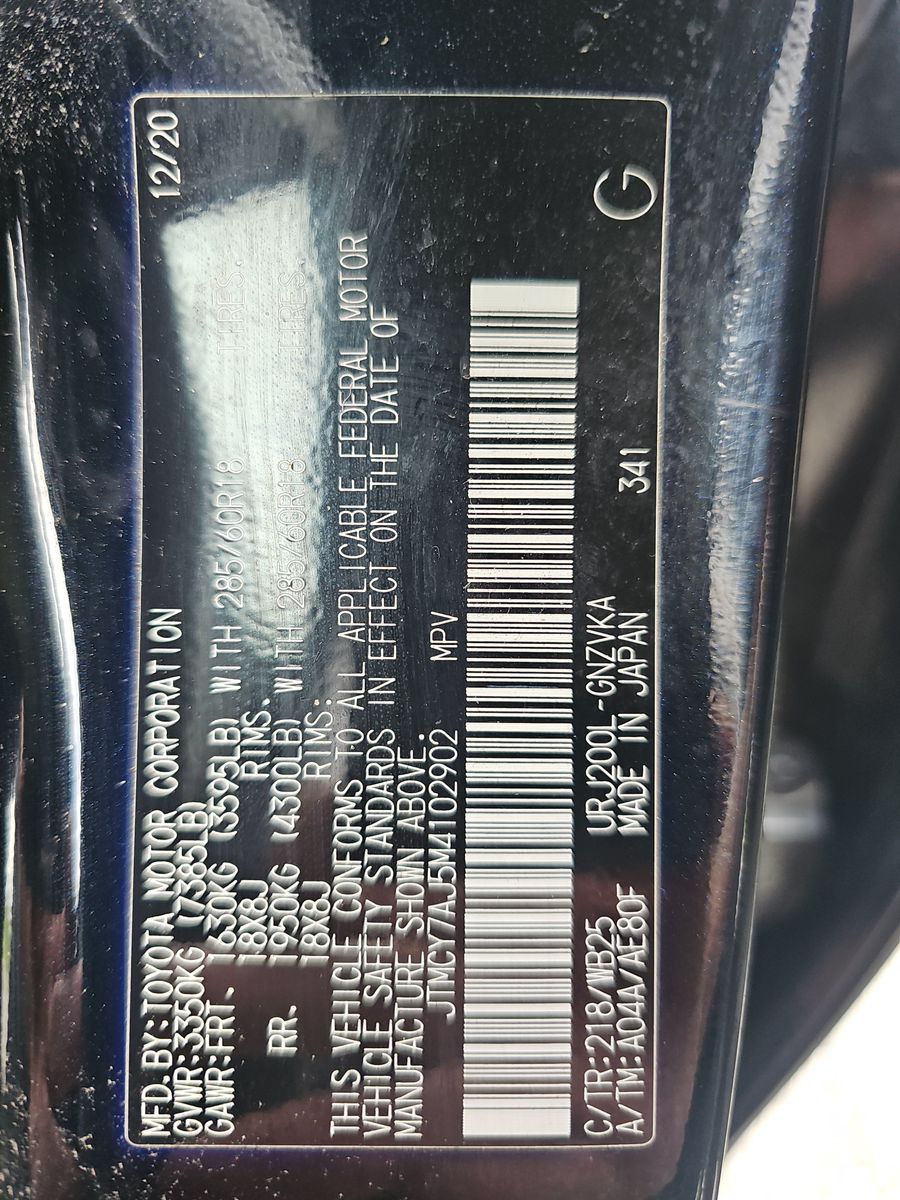 MFD.BY:TOYOTA MOTOR CORPORATION 12/20
GVWR:3350KG (7385LB)
GAWR:FRT. 1630KG (3595LB) WITH 285/60R18 TIRES.
18X8J RIMS.
RR. 1950KG (4300LB) WITH 285/60R18 TIRES.
18X8J RIMS.
THIS VEHICLE CONFORMS TO ALL APPLICABLE FEDERAL MOTOR
VEHICLE SAFETY STANDARDS IN EFFECT ON THE DATE OF
MANUFACTURE SHOWN ABOVE.
JTMCY7AJ5M4102902 MPV
C/TR:218/WB25 URJ200L-GNZVKA
A/TM:A04A/AE80F MADE IN JAPAN 341
G